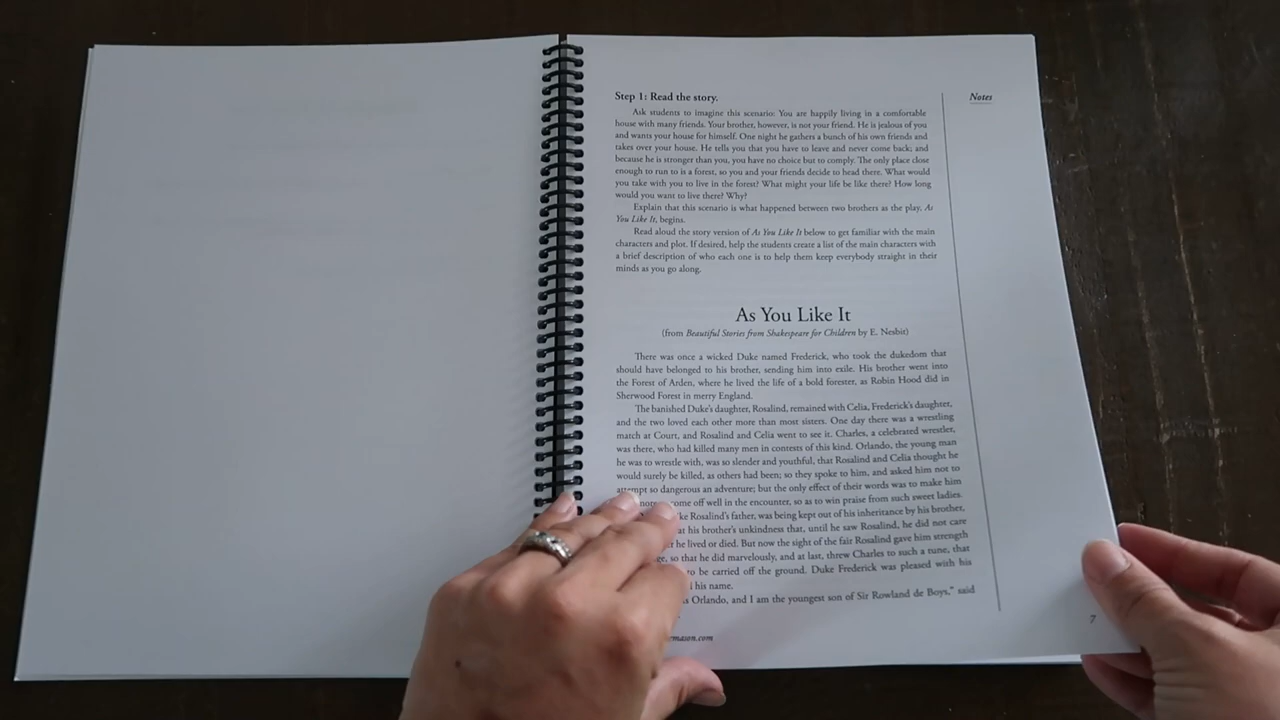 Step 1: Read the story.
Notes
Ask students to imagine this scenario: You are happily living in a comfortable
house with many friends. Your brother, however, is not your friend. He is jealous of you
and wants your house for himself. One night he gathers a bunch of his own friends and
takes over your house. He tells you that you have to leave and never come back; and
because he is stronger than you, you have no choice but to comply. The only place close
enough to run to is a forest, so you and your friends decide to head there. What would
you take with you to live in the forest? What might your life be like there? How long
would you want to live there? Why?
Explain that this scenario is what happened between two brothers as the play, As
You Like It, begins.
Read aloud the story version of As You Like It below to get familiar with the main
characters and plot. If desired, help the students create a list of the main characters with
a brief description of who each one is to help them keep everybody straight in their
minds as you go along.
As You Like It
(from Beautiful Stories from Shakespeare for Children by E. Nesbit)
There was once a wicked Duke named Frederick, who took the dukedom that
should have belonged to his brother, sending him into exile. His brother went into
the Forest of Arden, where he lived the life of a bold forester, as Robin Hood did in
Sherwood Forest in merry England.
The banished Duke's daughter, Rosalind, remained with Celia, Frederick's daughter,
and the two loved each other more than most sisters. One day there was a wrestling
match at Court, and Rosalind and Celia went to see it. Charles, a celebrated wrestler,
was there, who had killed many men in contests of this kind. Orlando, the young man
he was to wrestle with, was so slender and youthful, that Rosalind and Celia thought he
would surely be killed, as others had been; so they spoke to him, and asked him not to
attempt so dangerous an adventure; but the only effect of their words was to make him
come off well in the encounter, so as to win praise from such sweet ladies.
Rosalind's father, was being kept out of his inheritance by his brother,
at his brother's unkindness that, until he saw Rosalind, he did not care
he lived or died. But now the sight of the fair Rosalind gave him strength
so that he did marvelously, and at last, threw Charles to such a tune, that
to be carried off the ground. Duke Frederick was pleased with his
his name.
Orlando, and I am the youngest son of Sir Rowland de Boys," said
mason.com
7